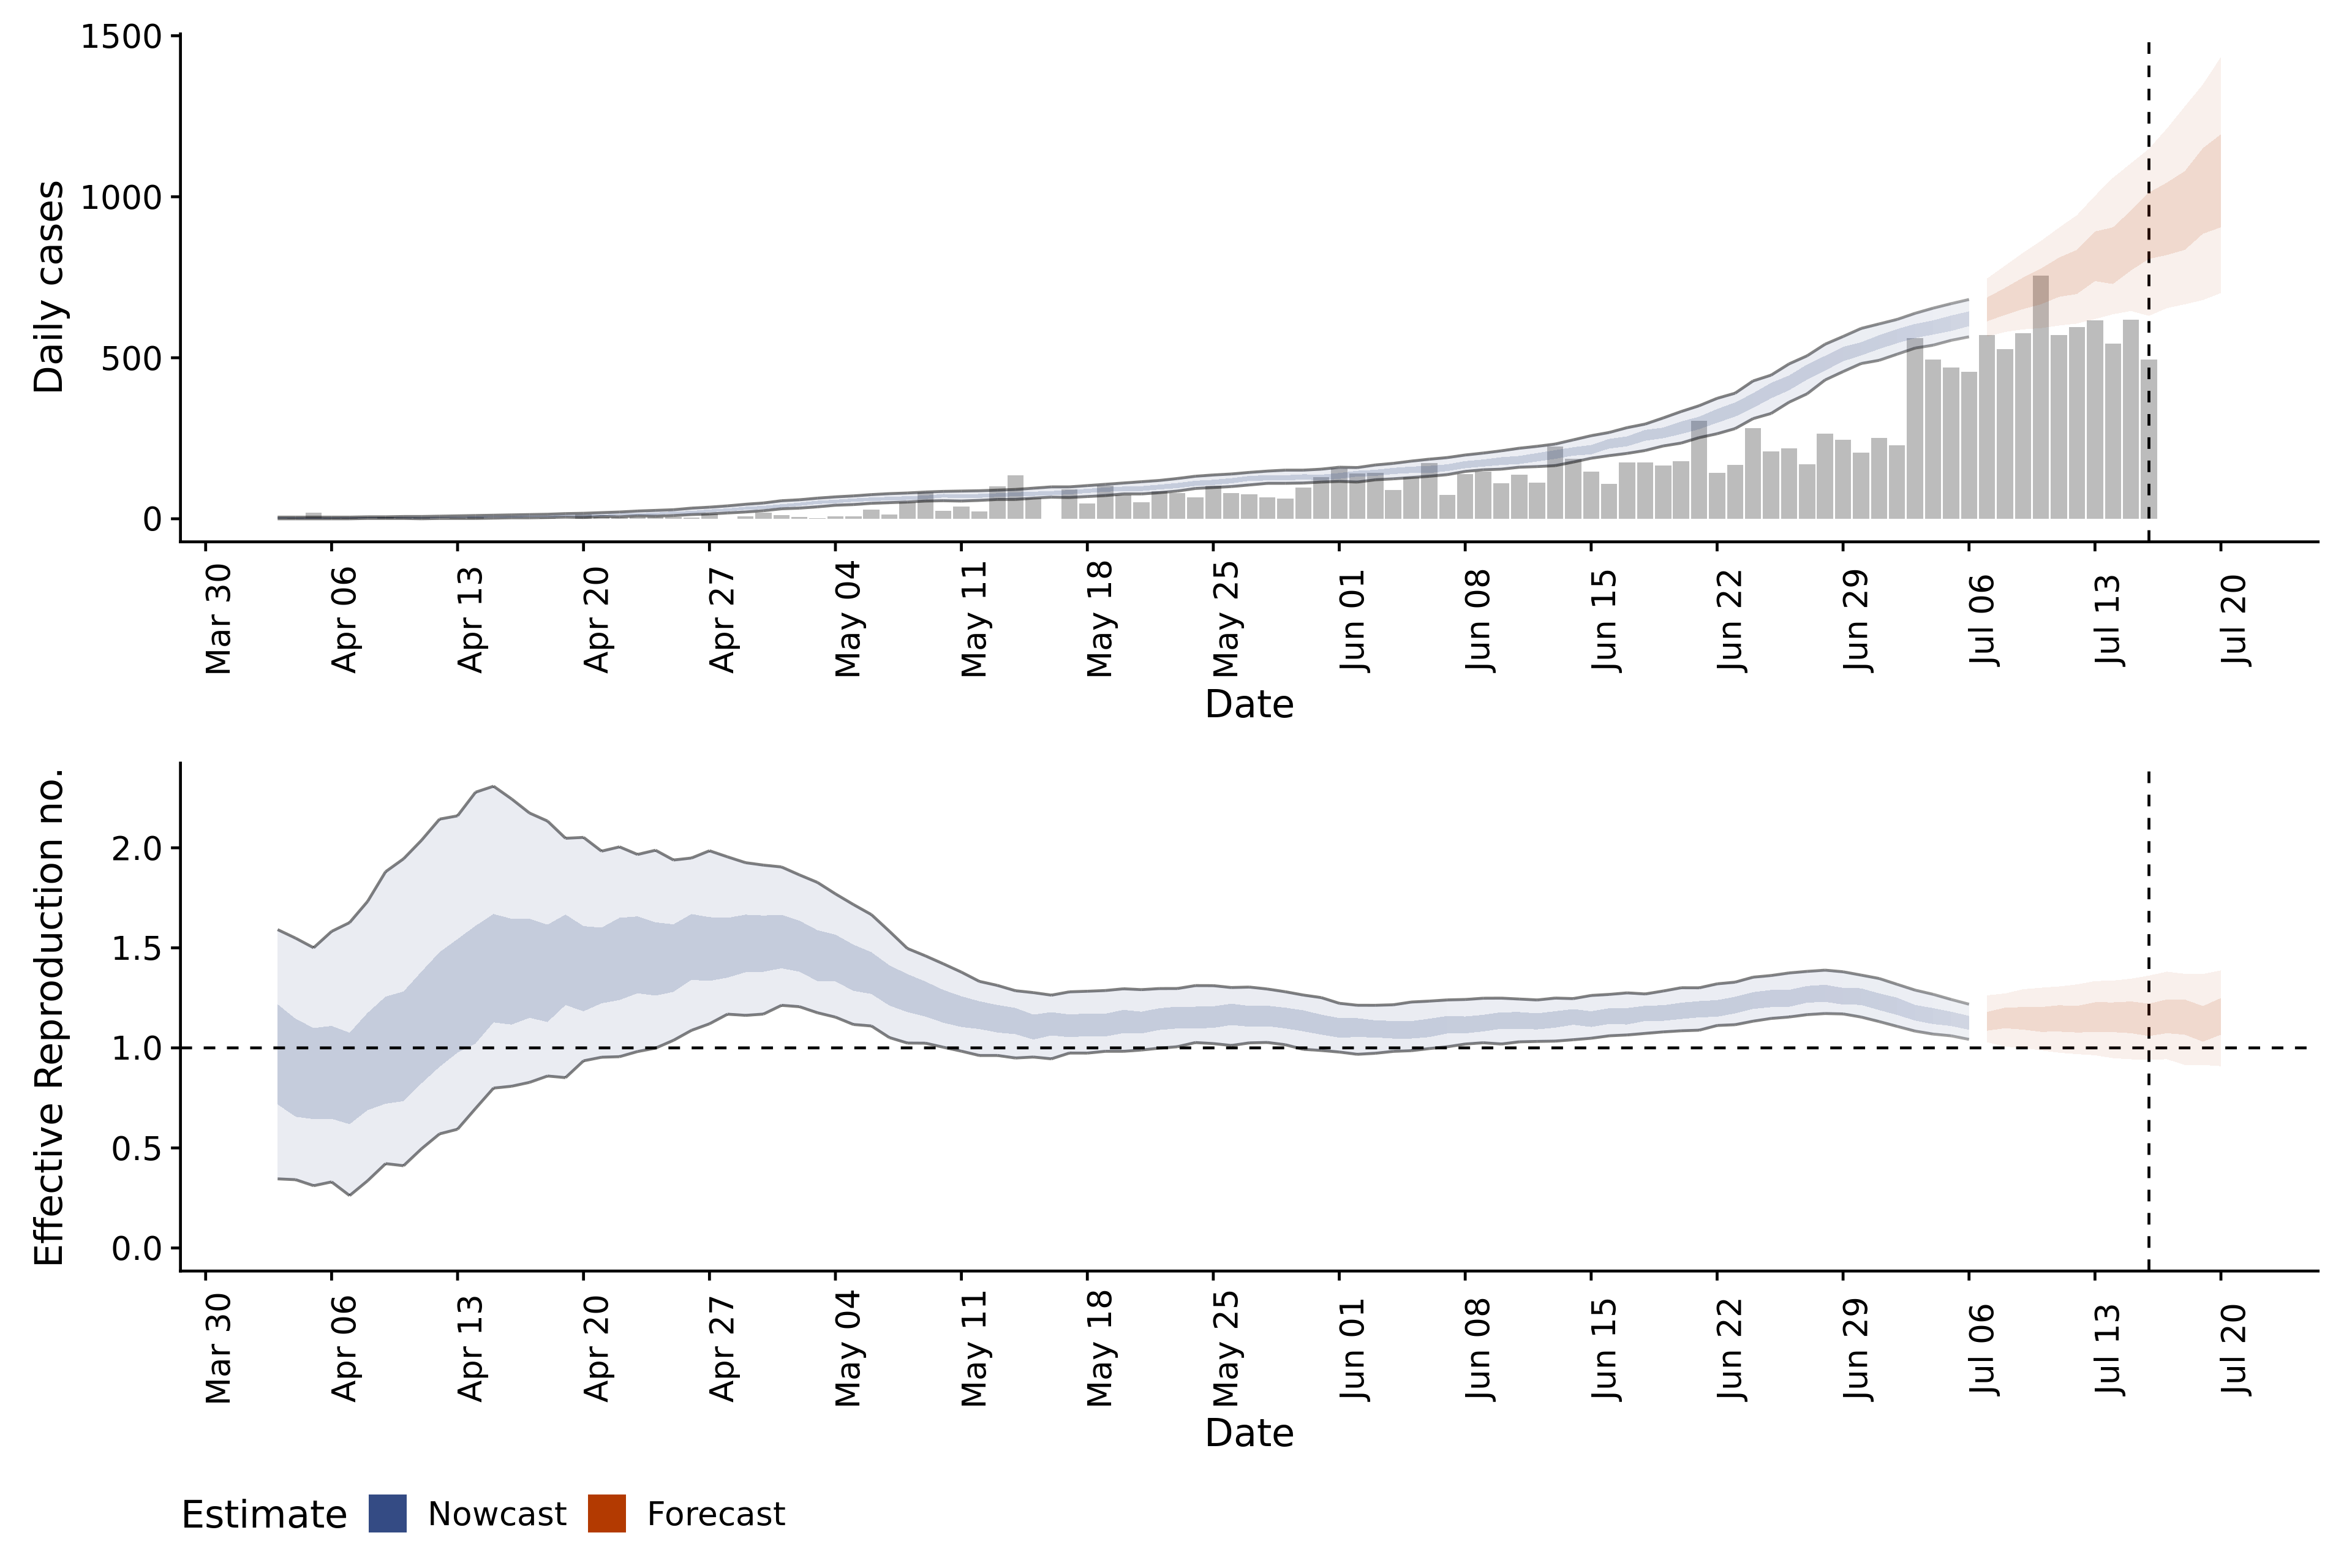 1500
1000
500
0
Daily cases
Mar 30 Apr 06 Apr 13 Apr 20 Apr 27 May 04 May 11 May 18 May 25 Jun 01 Jun 08 Jun 15 Jun 22 Jun 29 Jul 06 Jul 13 Jul 20
Date
2.0
1.5
1.0
0.5
0.0
Effective Reproduction no.
Mar 30 Apr 06 Apr 13 Apr 20 Apr 27 May 04 May 11 May 18 May 25 Jun 01 Jun 08 Jun 15 Jun 22 Jun 29 Jul 06 Jul 13 Jul 20
Date
Estimate Nowcast Forecast